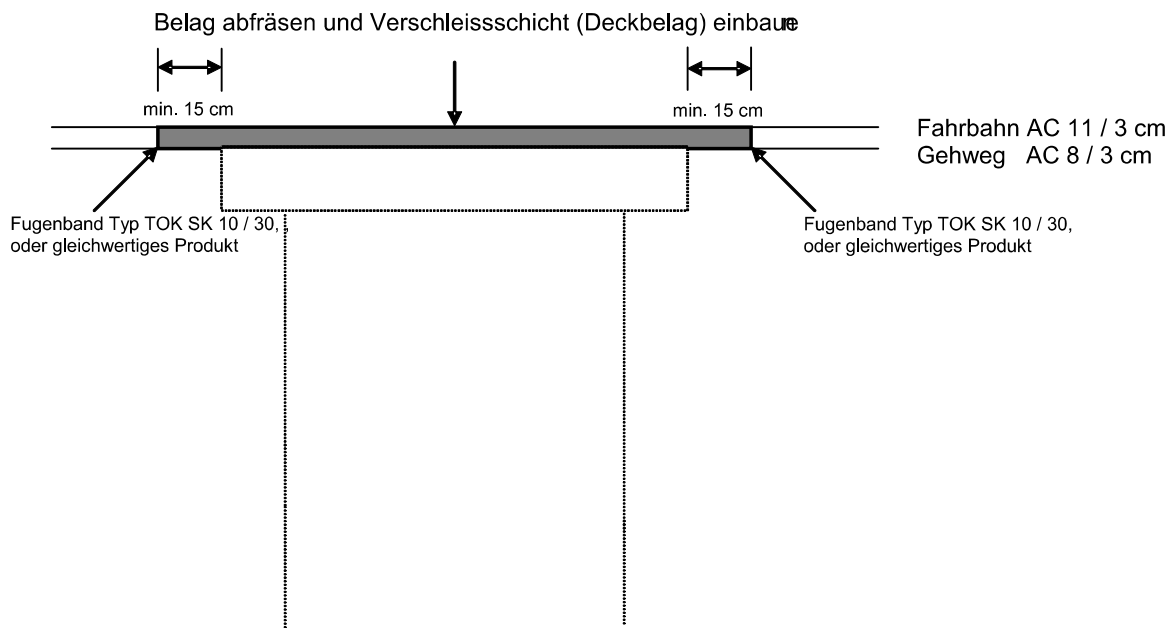 Belag abfräsen und Verschleissschicht (Deckbelag) einbauen
min. 15 cm
min. 15 cm
Fahrbahn AC 11 / 3 cm
Gehweg AC 8 / 3 cm
Fugenband Typ TOK SK 10 / 30, ,
oder gleichwertiges Produkt
Fugenband Typ TOK SK 10 / 30,
oder gleichwertiges Produkt